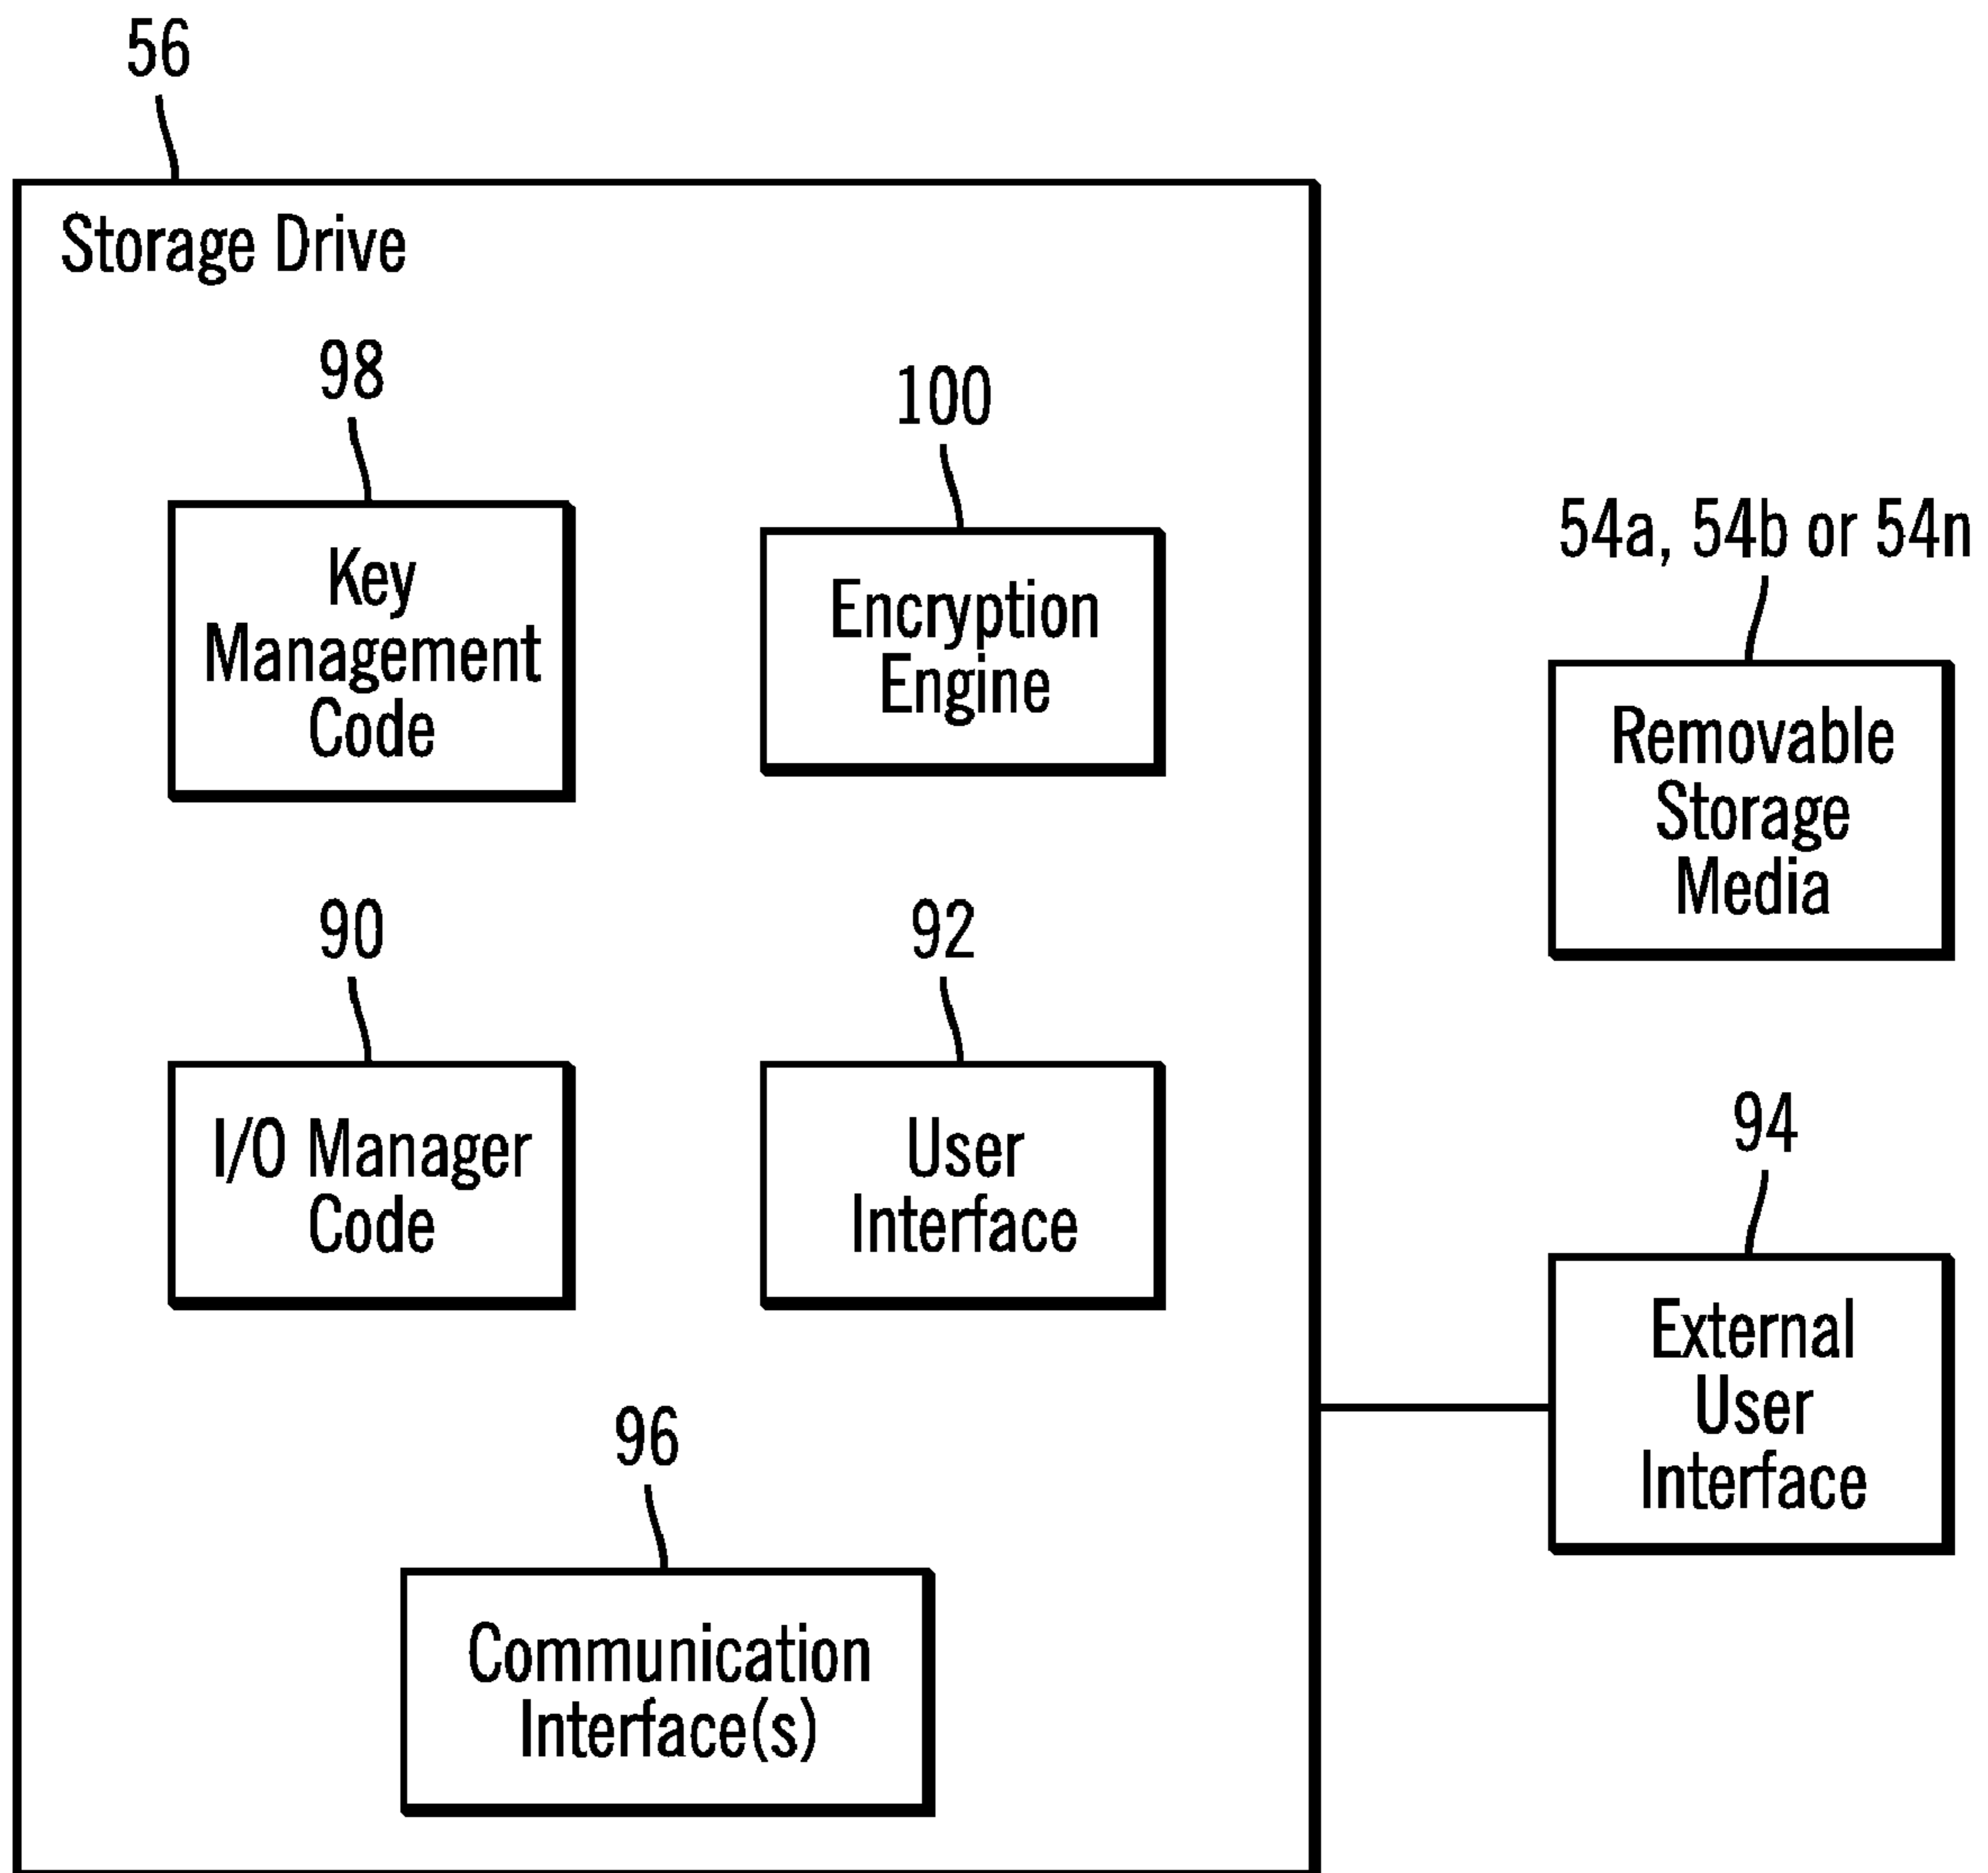 56
Storage Drive
98
Key
Management
Code
100
Encryption
Engine
54a, 54b or 54n
Removable
Storage
Media
90
I/O Manager
Code
92
User
Interface
94
External
User
Interface
96
Communication
Interface(s)